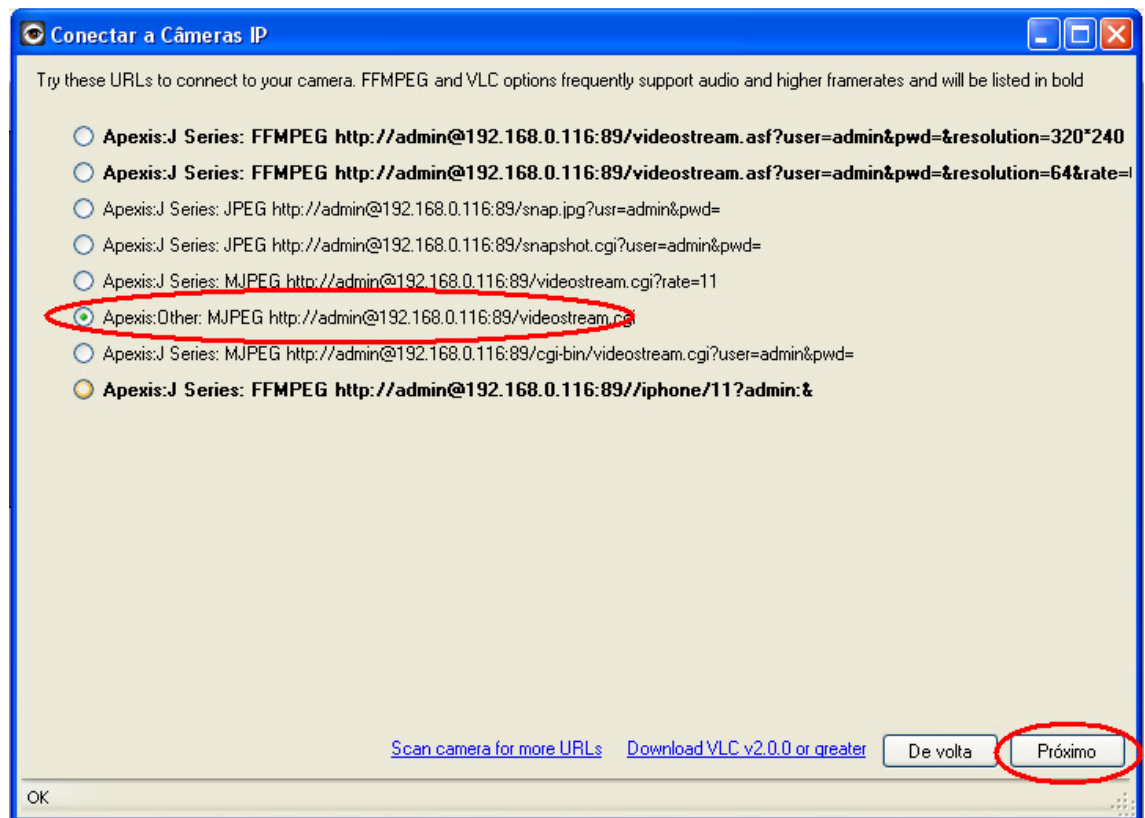 Conectar a Câmeras IP
Try these URLs to connect to your camera. FFMPEG and VLC options frequently support audio and higher framerates and will be listed in bold
Apexis:J Series: FFMPEG http://admin@192.168.0.116:89/videostream.asf?user=admin&pwd=&resolution=320*240
Apexis:J Series: FFMPEG http://admin@192.168.0.116:89/videostream.asf?user=admin&pwd=&resolution=64&rate=
Apexis:J Series: JPEG http://admin@192.168.0.116:89/snap.jpg?usr=admin&pwd=
Apexis:J Series: JPEG http://admin@192.168.0.116:89/snapshot.cgi?user=admin&pwd=
Apexis:J Series: MJPEG http://admin@192.168.0.116:89/videostream.cgi?rate=11
Apexis:Other: MJPEG http://admin@192.168.0.116:89/videostream.cgi
Apexis:J Series: MJPEG http://admin@192.168.0.116:89/cgi-bin/videostream.cgi?user=admin&pwd=
Apexis:J Series: FFMPEG http://admin@192.168.0.116:89//iphone/11?admin:&
Scan camera for more URLs Download VLC v2.0.0 or greater De volta Próximo
OK